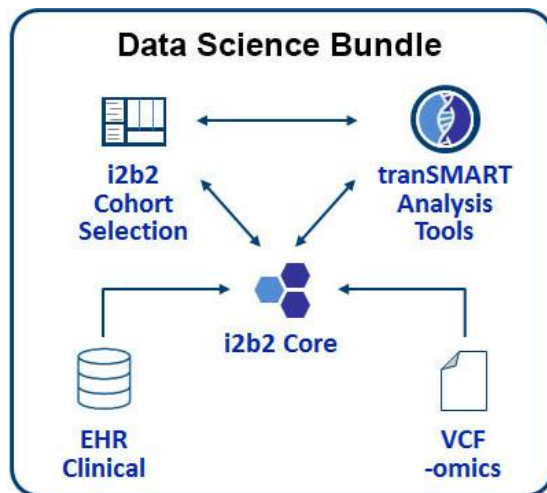 Data Science Bundle
i2b2
Cohort
Selection
tranSMART
Analysis
Tools
i2b2 Core
EHR
Clinical
VCF
-omics